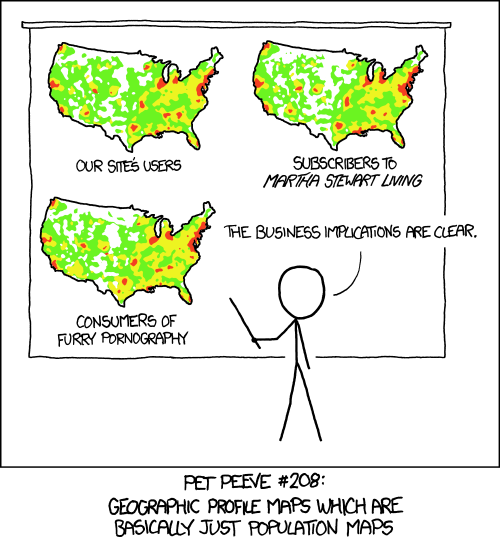 OUR SITE'S USERS
SUBSCRIBERS TO
MARTHA STEWART LIVING
CONSUMERS OF
FURRY PORNOGRAPHY
THE BUSINESS IMPLICATIONS ARE CLEAR.
PET PEEVE #208:
GEOGRAPHIC PROFILE MAPS WHICH ARE
BASICALLY JUST POPULATION MAPS